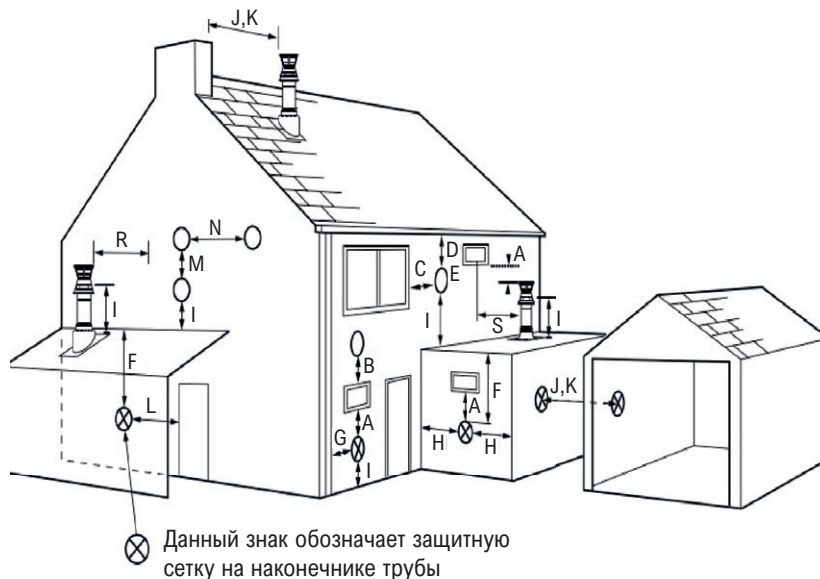 J,K
N
R
M
D
A
C
E
I
I
I
S
I
F
B
F
J,K
L
A
A
G
H
H
I
Данный знак обозначает защитную
сетку на наконечнике трубы